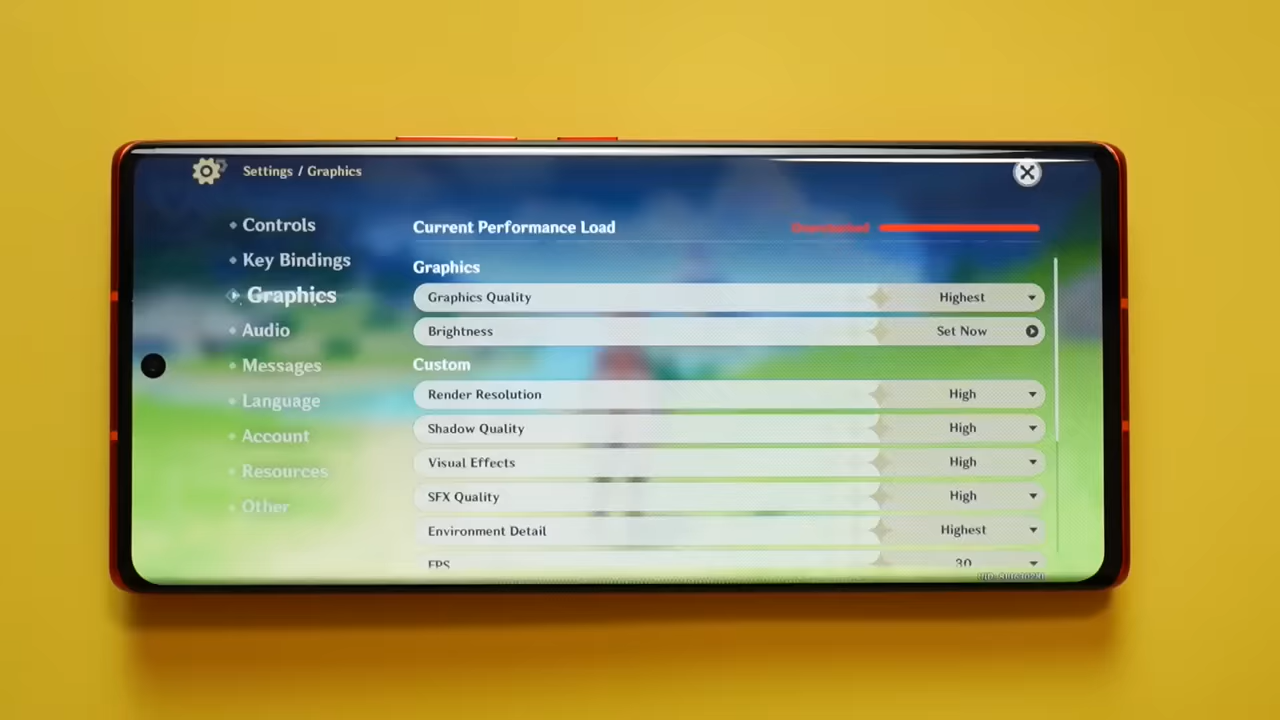 Settings / Graphics
Controls
Key Bindings
Graphics
Audio
Messages
Language
Account
Resources
Other
Current Performance Load
Graphics
Graphics Quality Highest
Brightness Set Now
Custom
Render Resolution High
Shadow Quality High
Visual Effects High
SFX Quality High
Environment Detail Highest
FPS 30